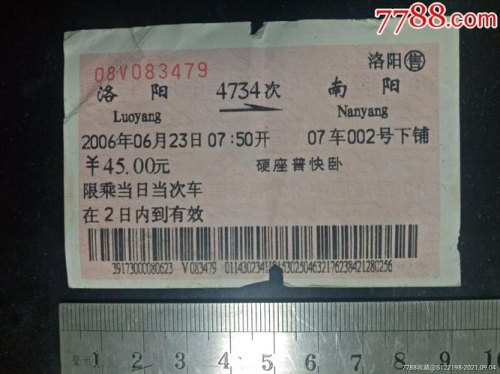 7788.com
洛阳售
08V083479
洛 阳 4734次 南 阳
Luoyang Nanyang
2006年06月23日07:50开 07车002号下铺
￥45.00元 硬座普快卧
限乘当日当次车
在2日内到有效
39173000080623 V083479
1 2 3 4 5 6 7 8 9 10
7788收藏@S122198-2021.09.04